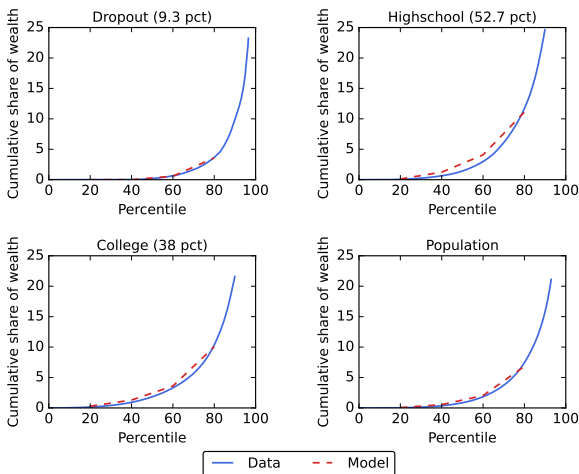 Dropout (9.3 pct)
Cumulative share of wealth
25
20
15
10
5
0
0 20 40 60 80 100
Percentile
Highschool (52.7 pct)
Cumulative share of wealth
25
20
15
10
5
0
0 20 40 60 80 100
Percentile
College (38 pct)
Cumulative share of wealth
25
20
15
10
5
0
0 20 40 60 80 100
Percentile
Population
Cumulative share of wealth
25
20
15
10
5
0
0 20 40 60 80 100
Percentile
Data Model